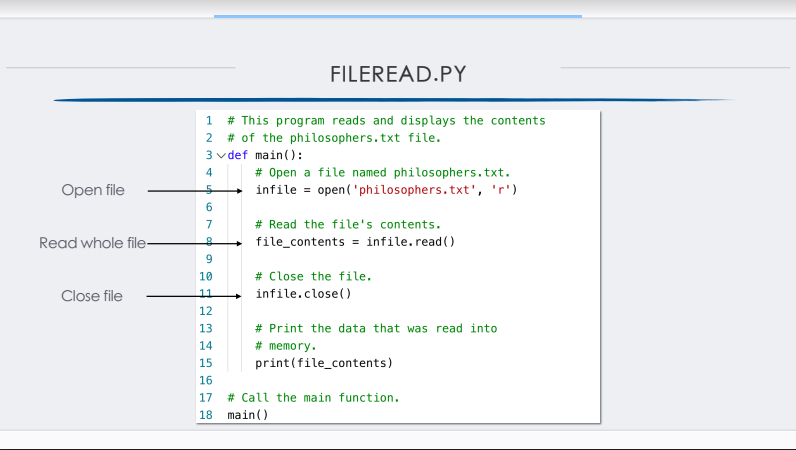 FILEREAD.PY
1 # This program reads and displays the contents
2 # of the philosophers.txt file.
3 def main():
4     # Open a file named philosophers.txt.
Open file
5     infile = open('philosophers.txt', 'r')
6
7     # Read the file's contents.
Read whole file
8     file_contents = infile.read()
9
10     # Close the file.
Close file
11     infile.close()
12
13     # Print the data that was read into
14     # memory.
15     print(file_contents)
16
17 # Call the main function.
18 main()